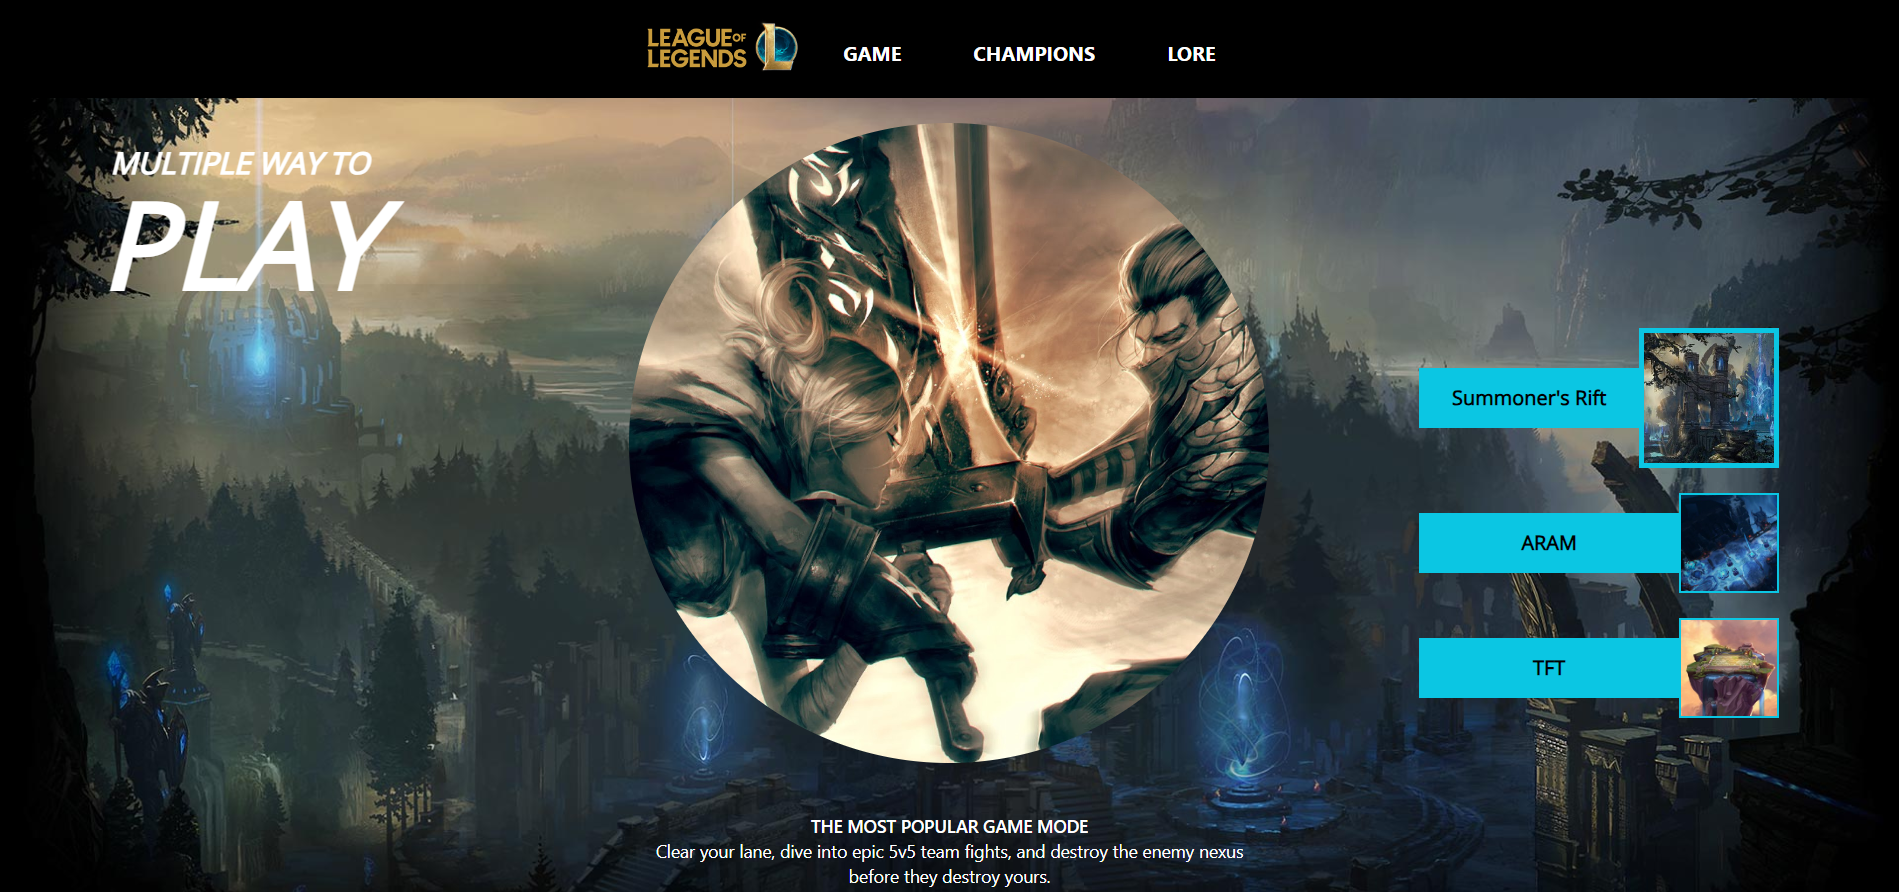 LEAGUE OF
LEGENDS
GAME
CHAMPIONS
LORE
MULTIPLE WAY TO
PLAY
Summoner's Rift
ARAM
TFT
THE MOST POPULAR GAME MODE
Clear your lane, dive into epic 5v5 team fights, and destroy the enemy nexus
before they destroy yours.